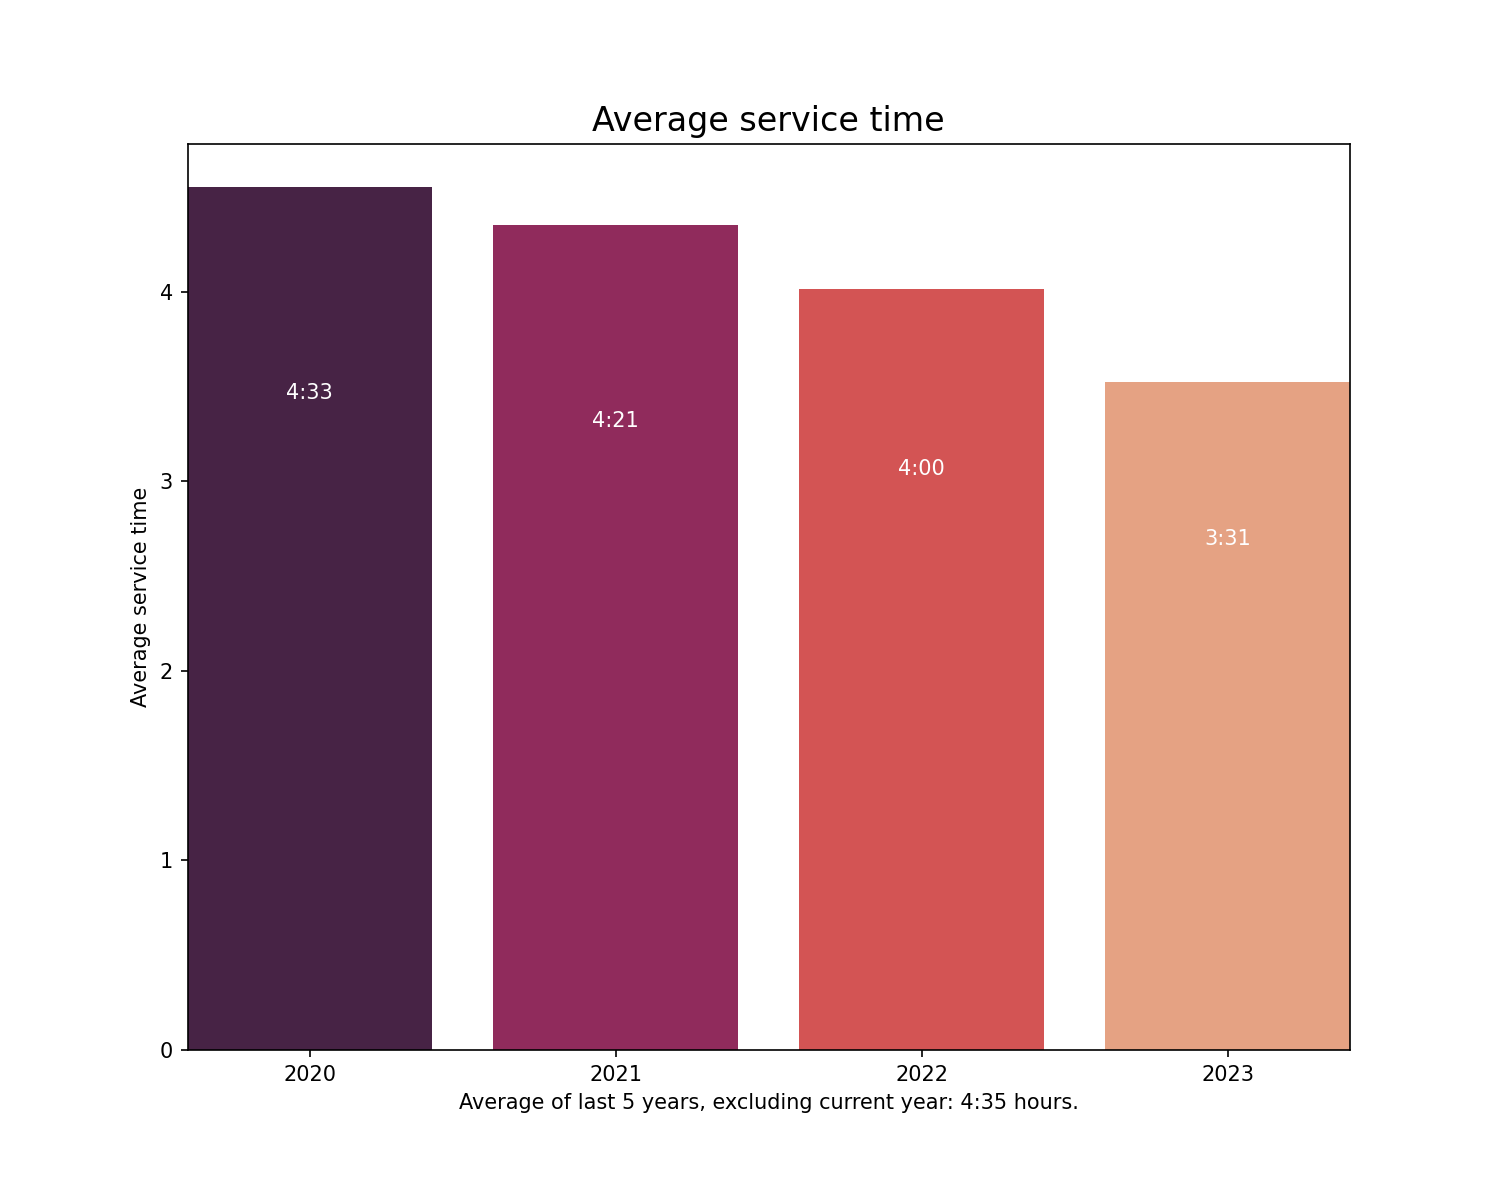 Average service time
Average service time
4
3
2
1
0
4:33
4:21
4:00
3:31
2020 2021 2022 2023
Average of last 5 years, excluding current year: 4:35 hours.